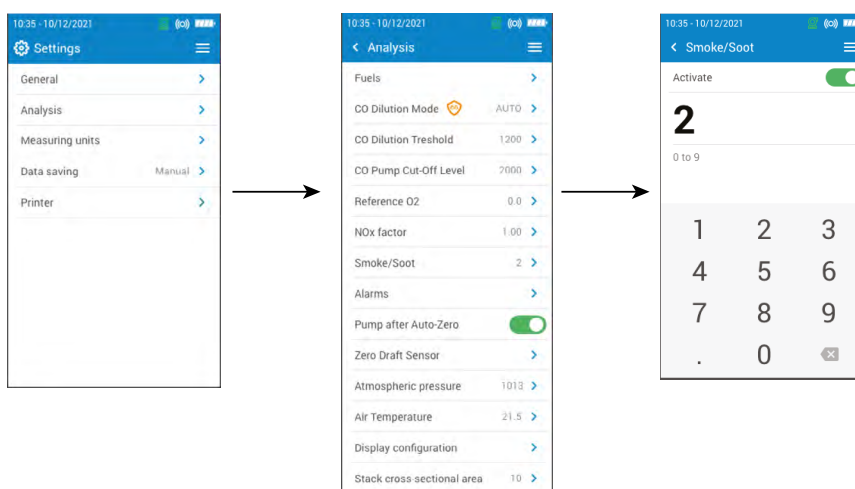 10:35 - 10/12/2021
Settings
General
Analysis
Measuring units
Data saving Manual
Printer
10:35 - 10/12/2021
Analysis
Fuels
CO Dilution Mode AUTO
CO Dilution Treshold 1200
CO Pump Cut-Off Level 2000
Reference O2 0.0
NOx factor 1.00
Smoke/Soot 2
Alarms
Pump after Auto-Zero
Zero Draft Sensor
Atmospheric pressure 1013
Air Temperature 21.5
Display configuration
Stack cross sectional area 10
10:35 - 10/12/2021
Smoke/Soot
Activate
2
0 to 9
1 2 3
4 5 6
7 8 9
. 0